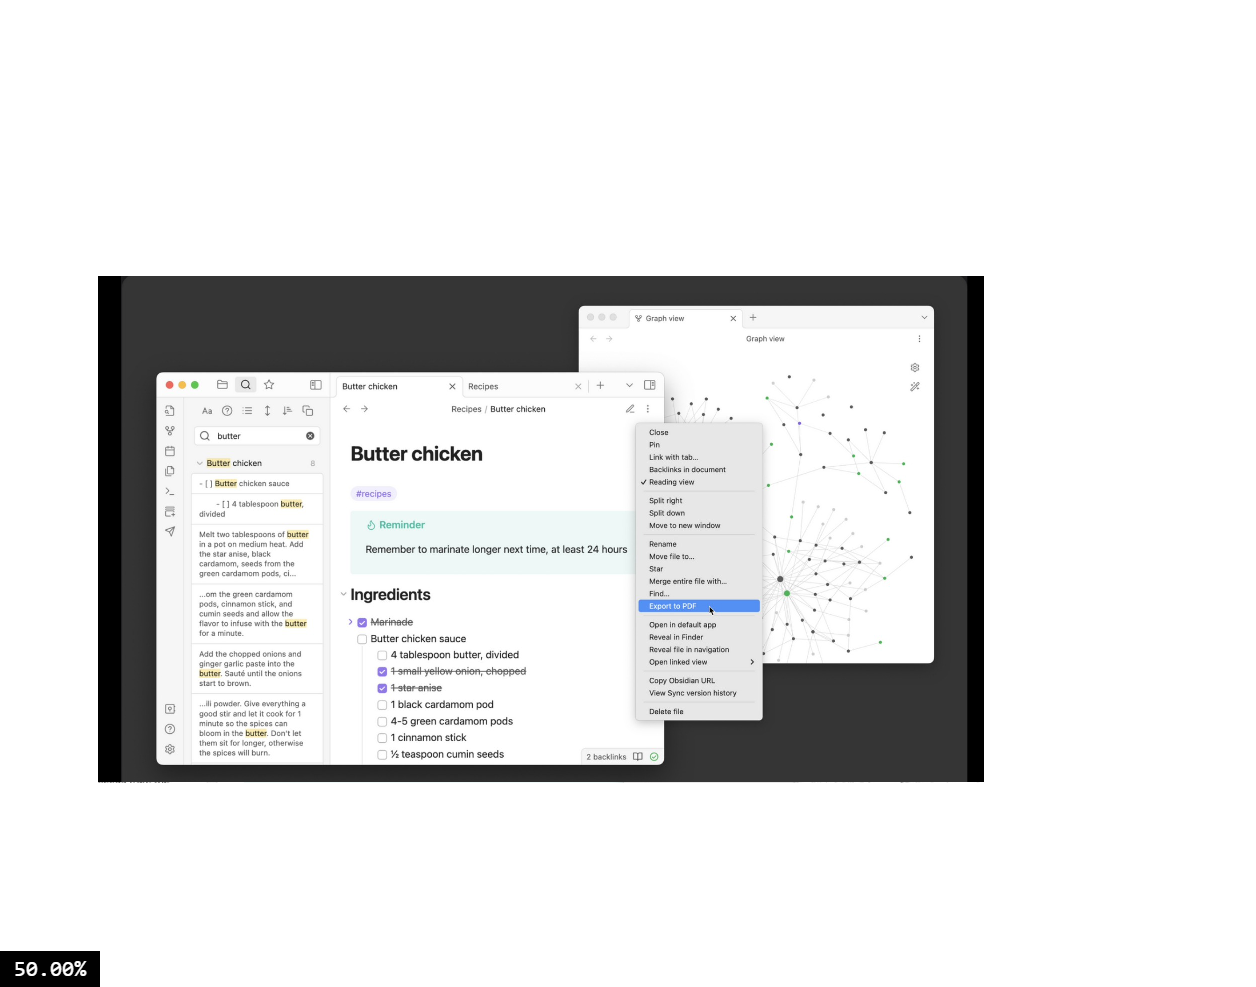 Graph view
Graph view
Butter chicken
Recipes
Aa
Recipes / Butter chicken
butter
Butter chicken 8
- [ ] Butter chicken sauce
- [ ] 4 tablespoon butter,
divided
Melt two tablespoons of butter
in a pot on medium heat. Add
the star anise, black
cardamom, seeds from the
green cardamom pods, ci...
...om the green cardamom
pods, cinnamon stick, and
cumin seeds and allow the
flavor to infuse with the butter
for a minute.
Add the chopped onions and
ginger garlic paste into the
butter. Sauté until the onions
start to brown.
...ili powder. Give everything a
good stir and let it cook for 1
minute so the spices can
bloom in the butter. Don't let
them sit for longer, otherwise
the spices will burn.
Butter chicken
#recipes
Reminder
Remember to marinate longer next time, at least 24 hours
Ingredients
Marinade
Butter chicken sauce
4 tablespoon butter, divided
1 small yellow onion, chopped
1 star anise
1 black cardamom pod
4-5 green cardamom pods
1 cinnamon stick
½ teaspoon cumin seeds
2 backlinks
Close
Pin
Link with tab...
Backlinks in document
Reading view
Split right
Split down
Move to new window
Rename
Move file to...
Star
Merge entire file with...
Find...
Export to PDF
Open in default app
Reveal in Finder
Reveal file in navigation
Open linked view
Copy Obsidian URL
View Sync version history
Delete file
50.00%